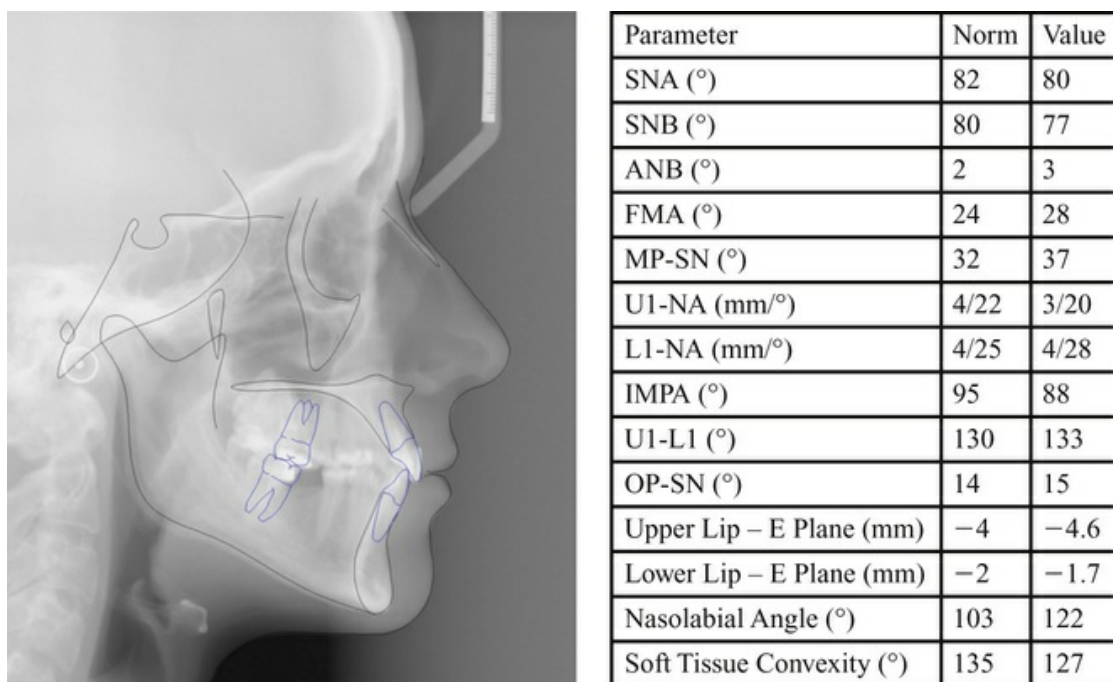 Parameter Norm Value
SNA (°) 82 80
SNB (°) 80 77
ANB (°) 2 3
FMA (°) 24 28
MP-SN (°) 32 37
U1-NA (mm/°) 4/22 3/20
L1-NA (mm/°) 4/25 4/28
IMPA (°) 95 88
U1-L1 (°) 130 133
OP-SN (°) 14 15
Upper Lip – E Plane (mm) −4 −4.6
Lower Lip – E Plane (mm) −2 −1.7
Nasolabial Angle (°) 103 122
Soft Tissue Convexity (°) 135 127